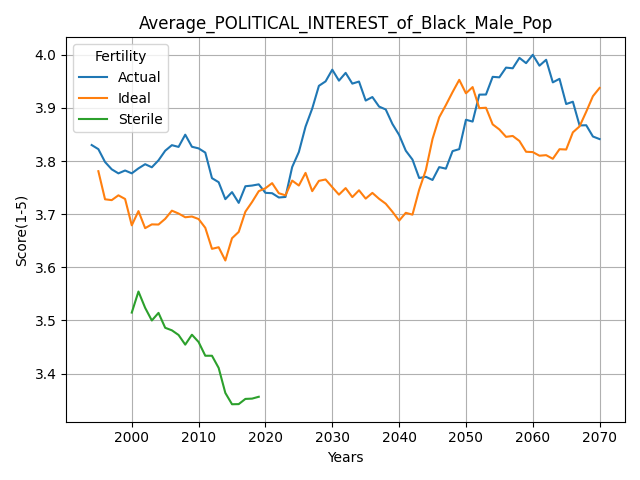 Average_POLITICAL_INTEREST_of_Black_Male_Pop
Fertility
Actual
Ideal
Sterile
Score(1-5)
4.0
3.9
3.8
3.7
3.6
3.5
3.4
2000 2010 2020 2030 2040 2050 2060 2070
Years